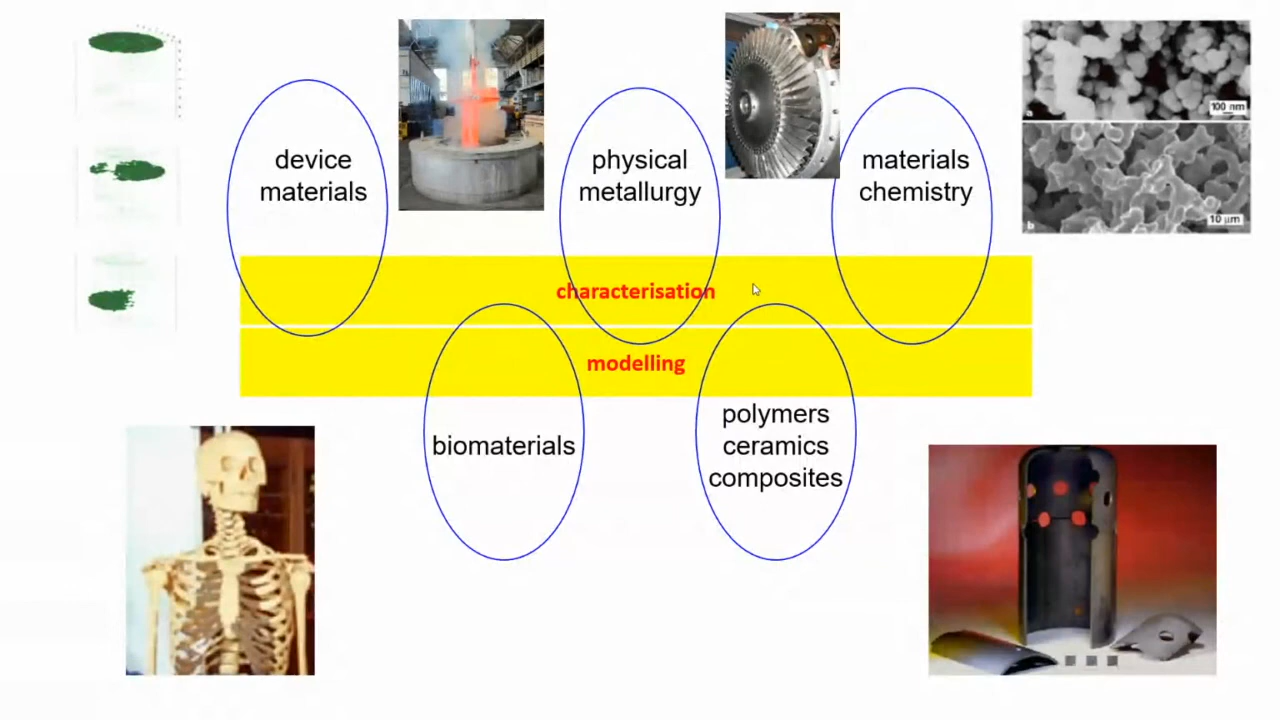 device
materials
physical
metallurgy
materials
chemistry
100 nm
a
10 µm
b
characterisation
modelling
biomaterials
polymers
ceramics
composites